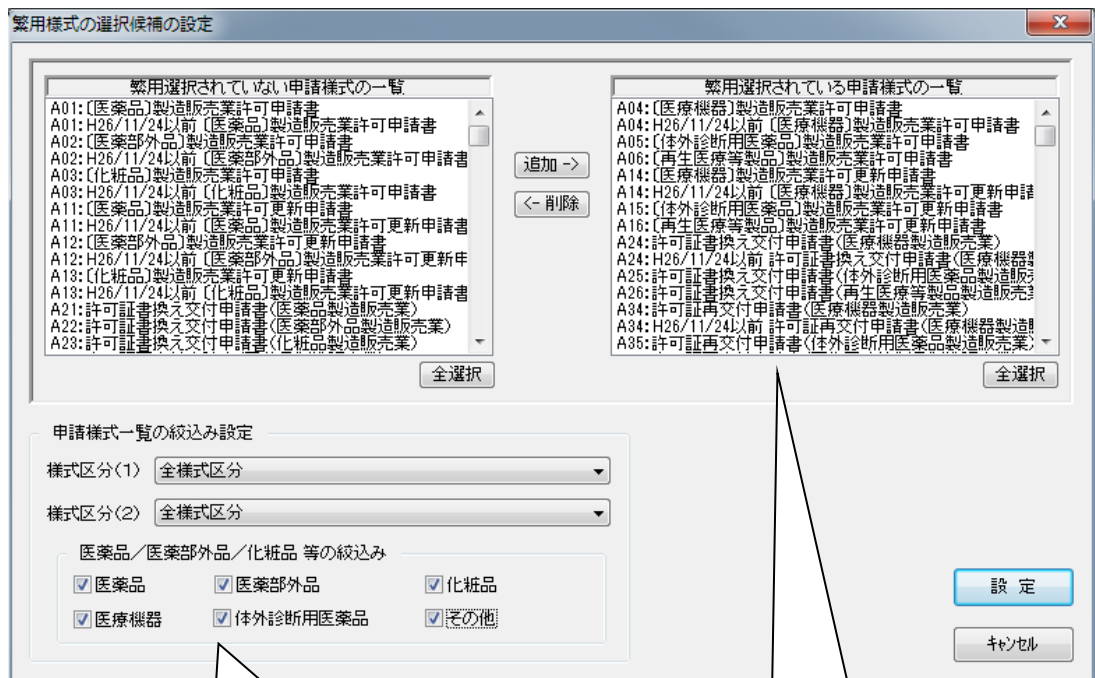 繁用様式の選択候補の設定
繁用選択されていない申請様式の一覧
A01:〔医薬品〕製造販売業許可申請書
A01:H26/11/24以前〔医薬品〕製造販売業許可申請書
A02:〔医薬部外品〕製造販売業許可申請書
A02:H26/11/24以前〔医薬部外品〕製造販売業許可申請書
A03:〔化粧品〕製造販売業許可申請書
A03:H26/11/24以前〔化粧品〕製造販売業許可申請書
A11:〔医薬品〕製造販売業許可更新申請書
A11:H26/11/24以前〔医薬品〕製造販売業許可更新申請書
A12:〔医薬部外品〕製造販売業許可更新申請書
A12:H26/11/24以前〔医薬部外品〕製造販売業許可更新申
A13:〔化粧品〕製造販売業許可更新申請書
A13:H26/11/24以前〔化粧品〕製造販売業許可更新申請書
A21:許可証書換え交付申請書(医薬品製造販売業)
A22:許可証書換え交付申請書(医薬部外品製造販売業)
A23:許可証書換え交付申請書(化粧品製造販売業)
全選択
追加 ->
<- 削除
繁用選択されている申請様式の一覧
A04:〔医療機器〕製造販売業許可申請書
A04:H26/11/24以前〔医療機器〕製造販売業許可申請書
A05:〔体外診断用医薬品〕製造販売業許可申請書
A06:〔再生医療等製品〕製造販売業許可申請書
A14:〔医療機器〕製造販売業許可更新申請書
A14:H26/11/24以前〔医療機器〕製造販売業許可更新申請
A15:〔体外診断用医薬品〕製造販売業許可更新申請書
A16:〔再生医療等製品〕製造販売業許可更新申請書
A24:許可証書換え交付申請書(医療機器製造販売業)
A24:H26/11/24以前 許可証書換え交付申請書(医療機器製
A25:許可証書換え交付申請書(体外診断用医薬品製造販売
A26:許可証書換え交付申請書(再生医療等製品製造販売業
A34:許可証再交付申請書(医療機器製造販売業)
A34:H26/11/24以前 許可証再交付申請書(医療機器製造販
A35:許可証再交付申請書(体外診断用医薬品製造販売業)
全選択
申請様式一覧の絞込み設定
様式区分(1) 全様式区分
様式区分(2) 全様式区分
医薬品/医薬部外品/化粧品 等の絞込み
医薬品 医薬部外品 化粧品
医療機器 体外診断用医薬品 その他
設 定
キャンセル